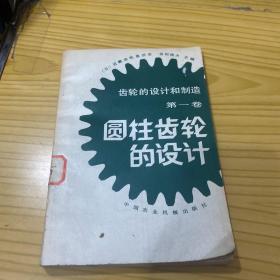 齿轮的设计和制造
第一卷
圆柱齿轮
的设计
中国农业机械出版社